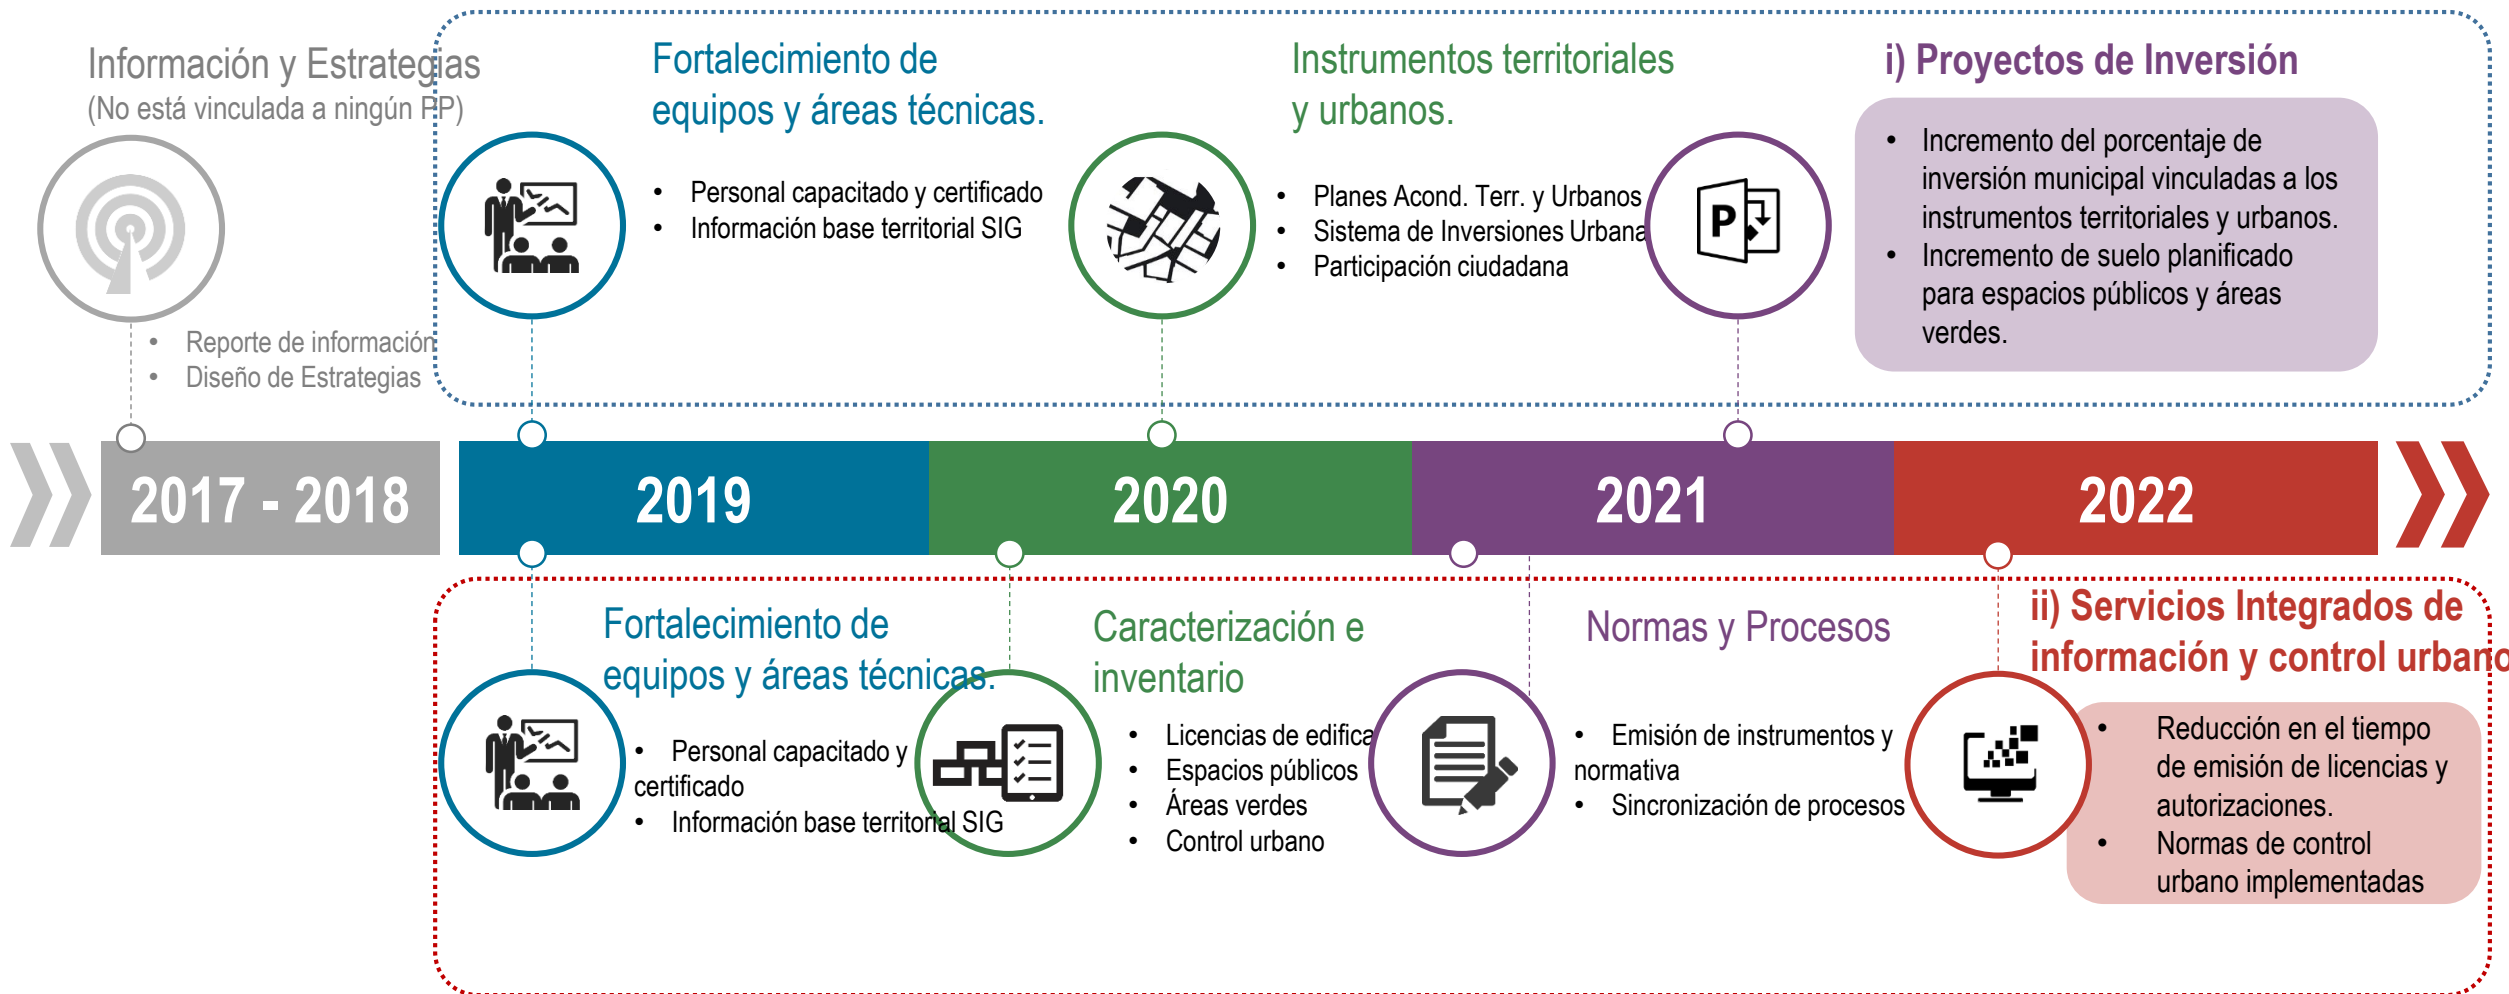 Información y Estrategias
(No está vinculada a ningún PP)
• Reporte de información
• Diseño de Estrategias
Fortalecimiento de
equipos y áreas técnicas.
• Personal capacitado y certificado
• Información base territorial SIG
Instrumentos territoriales
y urbanos.
• Planes Acond. Terr. y Urbanos
• Sistema de Inversiones Urbana
• Participación ciudadana
P
i) Proyectos de Inversión
• Incremento del porcentaje de
inversión municipal vinculadas a los
instrumentos territoriales y urbanos.
• Incremento de suelo planificado
para espacios públicos y áreas
verdes.
2017 - 2018
2019
2020
2021
2022
Fortalecimiento de
equipos y áreas técnicas.
• Personal capacitado y
certificado
• Información base territorial SIG
Caracterización e
inventario
• Licencias de edifica
• Espacios públicos
• Áreas verdes
• Control urbano
Normas y Procesos
• Emisión de instrumentos y
normativa
• Sincronización de procesos
ii) Servicios Integrados de
información y control urbano
• Reducción en el tiempo
de emisión de licencias y
autorizaciones.
• Normas de control
urbano implementadas